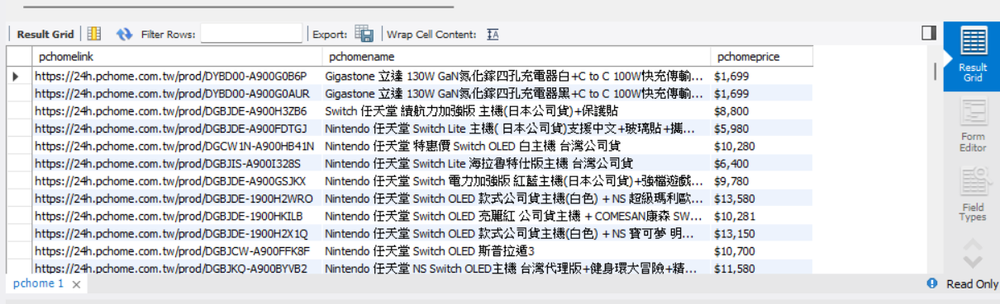 Result Grid Filter Rows: Export: Wrap Cell Content:
pchomelink pchomename pchomeprice
https://24h.pchome.com.tw/prod/DYBD00-A900G0B6P Gigastone 立達 130W GaN氮化鎵四孔充電器白+C to C 100W快充傳輸... $1,699
https://24h.pchome.com.tw/prod/DYBD00-A900G0AUR Gigastone 立達 130W GaN氮化鎵四孔充電器黑+C to C 100W快充傳輸... $1,699
https://24h.pchome.com.tw/prod/DGBJDE-A900H3ZB6 Switch 任天堂 續航力加強版 主機(日本公司貨)+保護貼 $8,800
https://24h.pchome.com.tw/prod/DGBJDE-A900FDTGJ Nintendo 任天堂 Switch Lite 主機( 日本公司貨)支援中文+玻璃貼+攜... $5,980
https://24h.pchome.com.tw/prod/DGCW1N-A900HB41N Nintendo 任天堂 特惠價 Switch OLED 白主機 台灣公司貨 $10,280
https://24h.pchome.com.tw/prod/DGBJIS-A900I328S Nintendo 任天堂 Switch Lite 海拉魯特仕版主機 台灣公司貨 $6,400
https://24h.pchome.com.tw/prod/DGBJDE-A900GSJKX Nintendo 任天堂 Switch 電力加強版 紅藍主機(日本公司貨)+強檔遊戲... $9,780
https://24h.pchome.com.tw/prod/DGBJDE-1900H2WRO Nintendo 任天堂 Switch OLED 款式公司貨主機(白色) + NS 超級瑪利歐... $13,580
https://24h.pchome.com.tw/prod/DGBJDE-1900HKILB Nintendo 任天堂 Switch OLED 亮麗紅 公司貨主機 + COMESAN康森 SW... $10,281
https://24h.pchome.com.tw/prod/DGBJDE-1900H2X1Q Nintendo 任天堂 Switch OLED 款式公司貨主機(白色) + NS 寶可夢 明... $13,150
https://24h.pchome.com.tw/prod/DGBJCW-A900FFK8F Nintendo 任天堂 Switch OLED 斯普拉遁3 $10,700
https://24h.pchome.com.tw/prod/DGBJKQ-A900BYVB2 Nintendo 任天堂 NS Switch OLED主機 台灣代理版+健身環大冒險+精... $11,580
Result
Grid
Form
Editor
Field
Types
pchome 1 Read Only